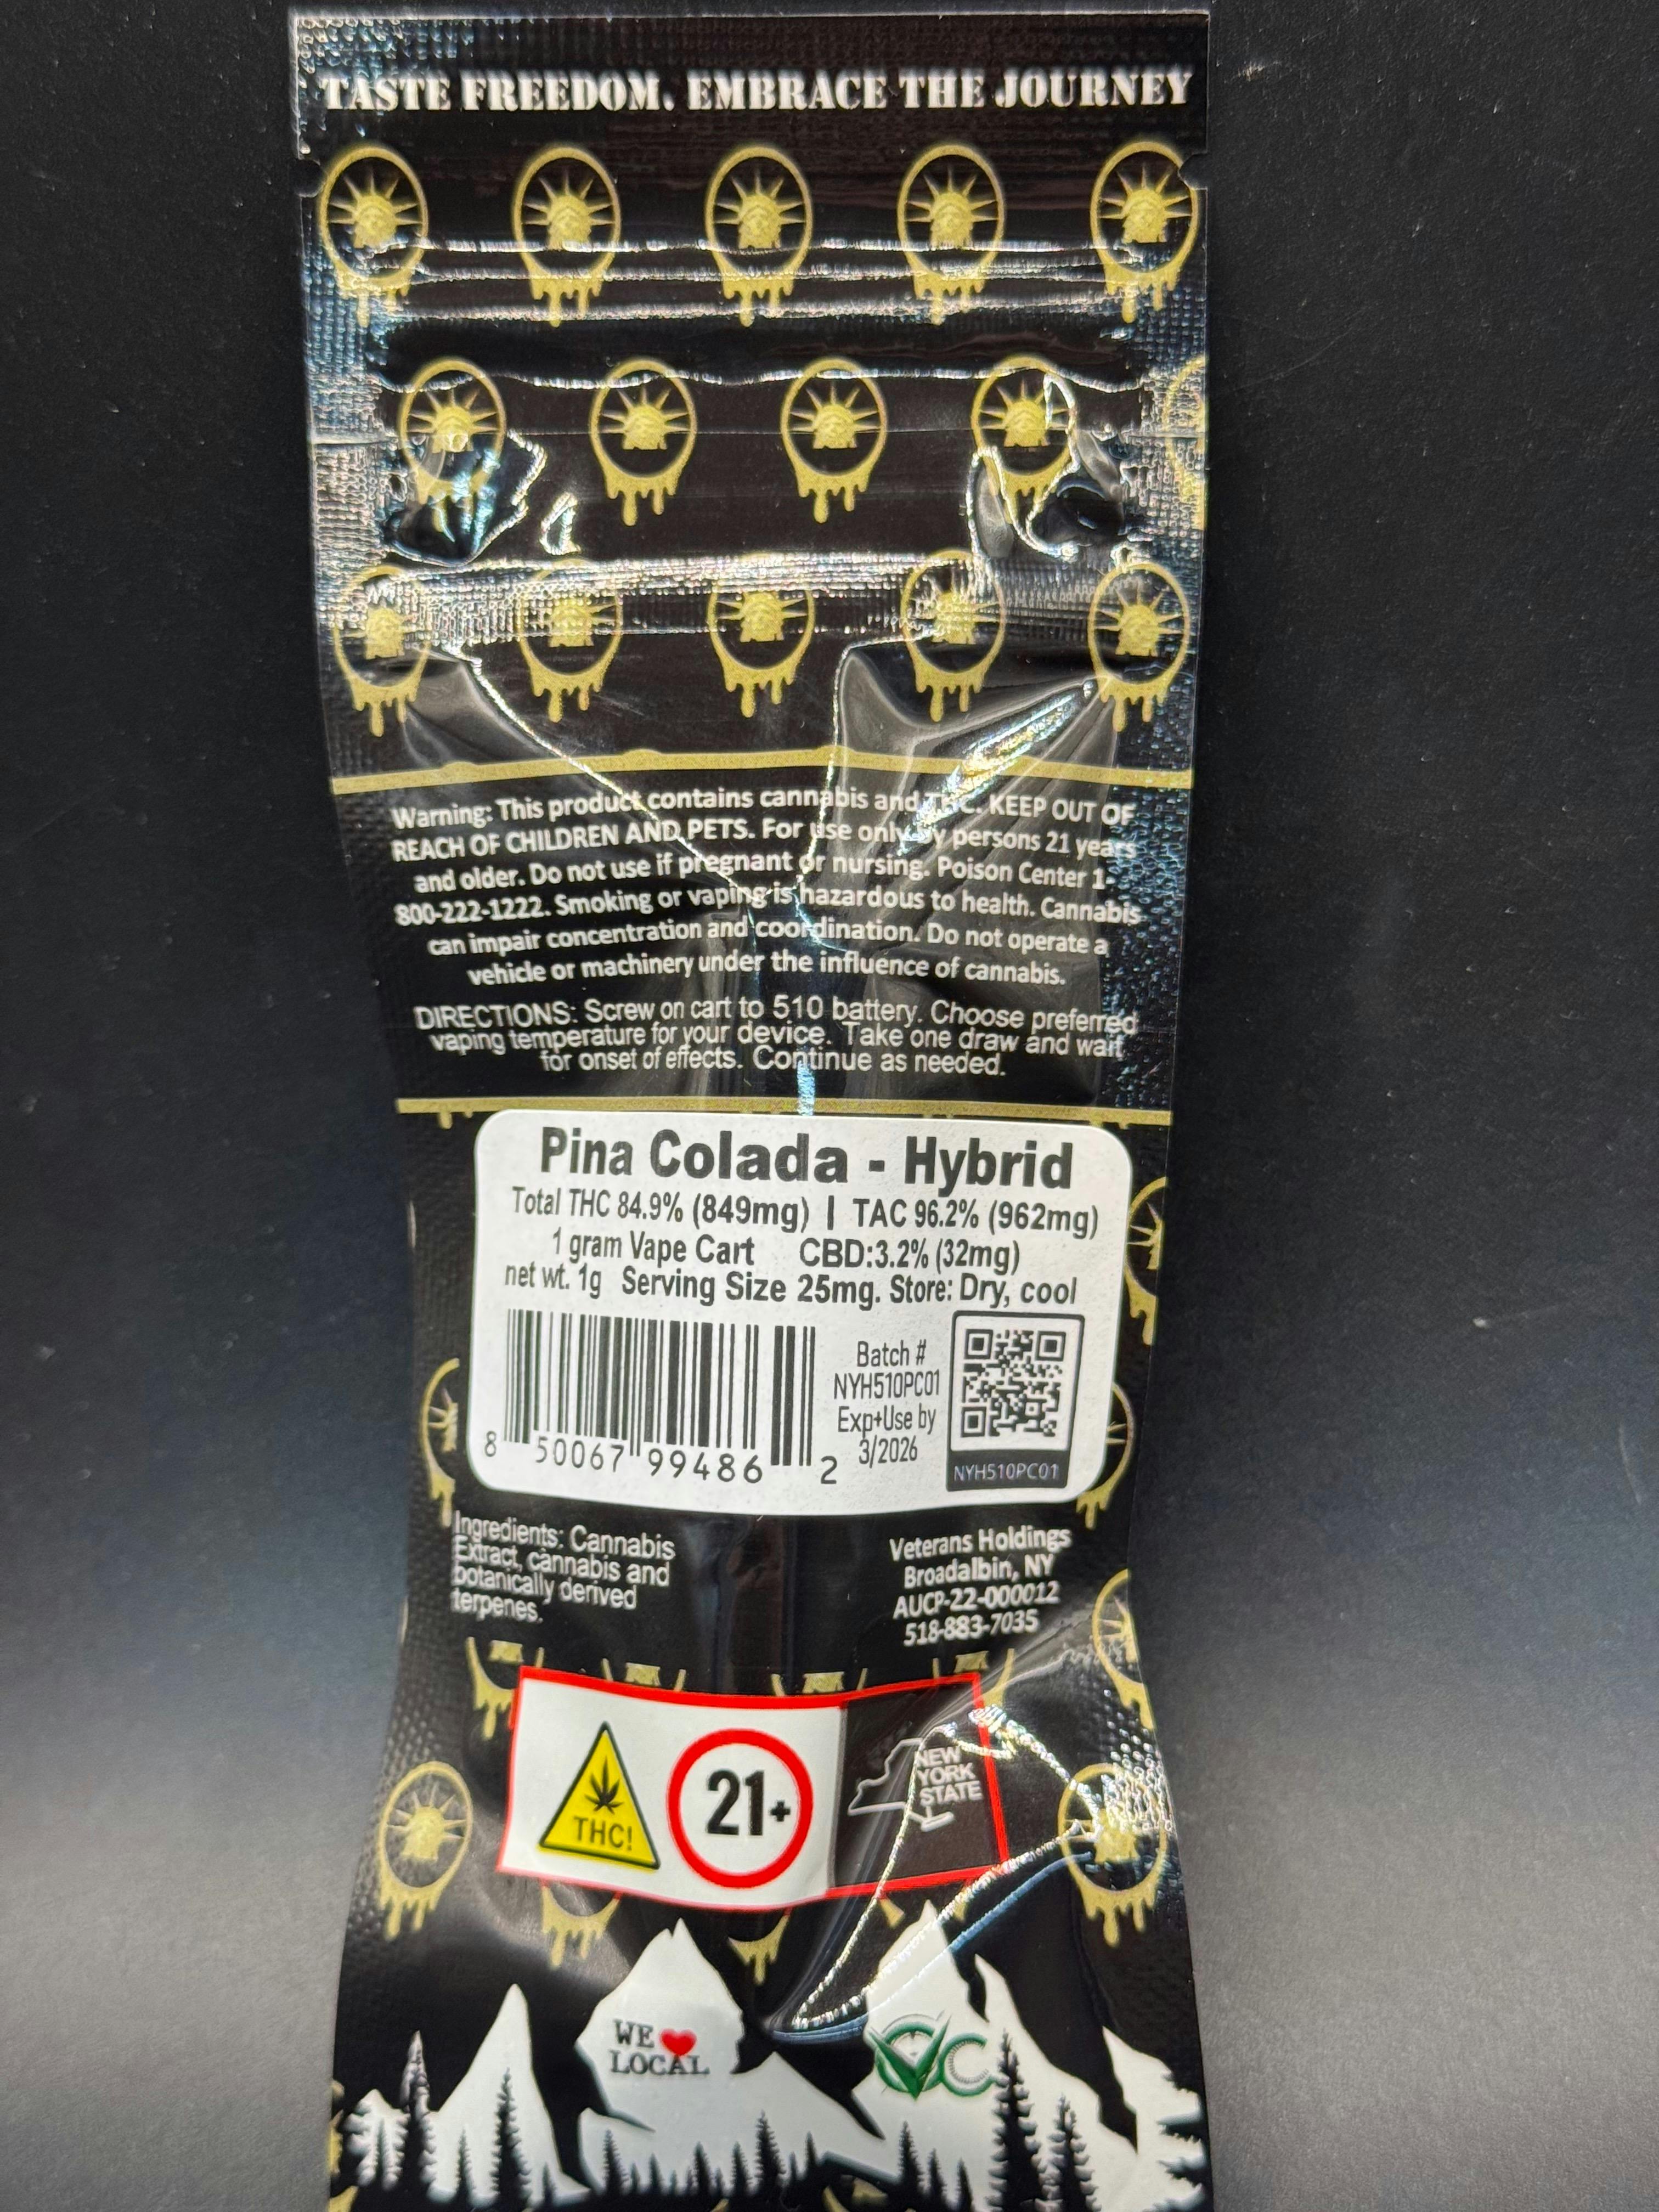 TASTE FREEDOM. EMBRACE THE JOURNEY
Warning: This product contains cannabis and THC. KEEP OUT OF
REACH OF CHILDREN AND PETS. For use only by persons 21 years
and older. Do not use if pregnant or nursing. Poison Center 1-
800-222-1222. Smoking or vaping is hazardous to health. Cannabis
can impair concentration and coordination. Do not operate a
vehicle or machinery under the influence of cannabis.
DIRECTIONS: Screw on cart to 510 battery. Choose preferred
vaping temperature for your device. Take one draw and wait
for onset of effects. Continue as needed.
Pina Colada - Hybrid
Total THC 84.9% (849mg) | TAC 96.2% (962mg)
1 gram Vape Cart CBD:3.2% (32mg)
net wt. 1g Serving Size 25mg. Store: Dry, cool
Batch #
NYH510PC01
Exp+Use by
3/2026
8 50067 99486 2
NYH510PC01
Ingredients: Cannabis
Extract, cannabis and
botanically derived
terpenes.
Veterans Holdings
Broadalbin, NY
AUCP-22-000012
518-883-7035
THC!
21+
NEW
YORK
STATE
WE ❤
LOCAL
VC